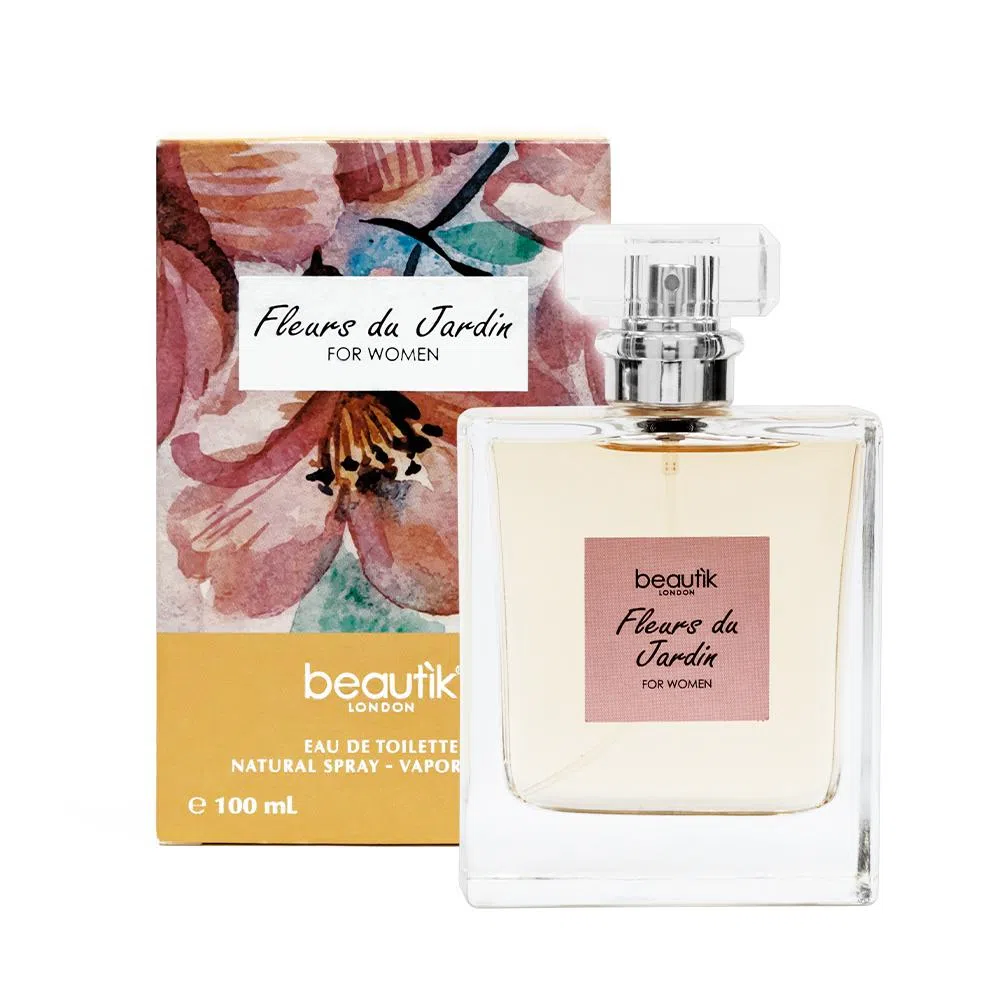 Fleurs du Jardin
FOR WOMEN
beautìk®
LONDON
EAU DE TOILETTE
NATURAL SPRAY -
℮ 100 mL
beautìk
LONDON
Fleurs du
Jardin
FOR WOMEN